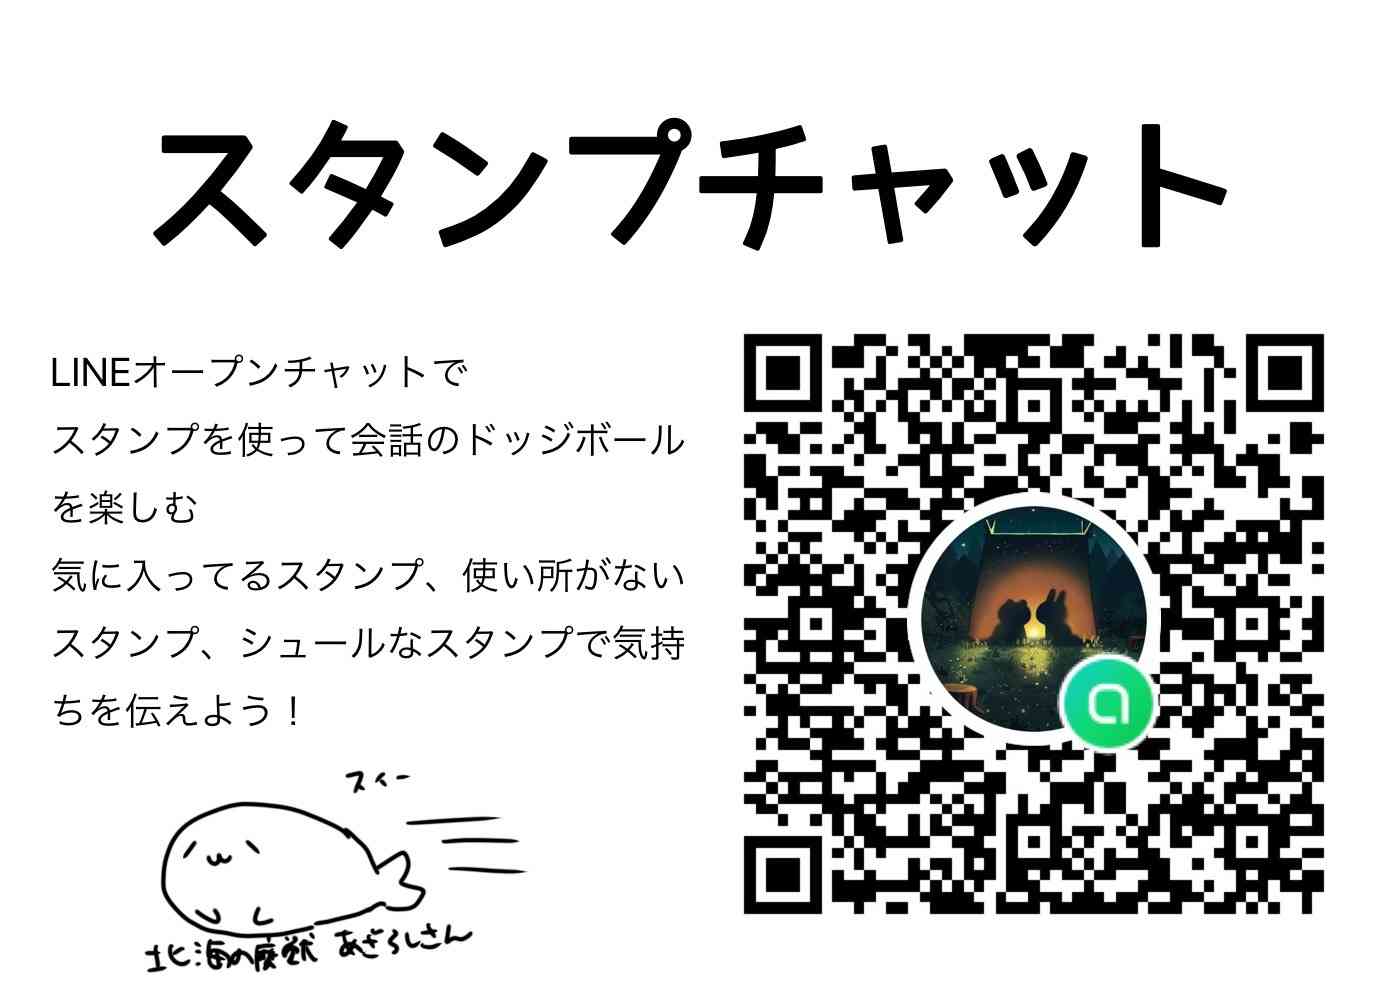 スタンプチャット
LINEオープンチャットで
スタンプを使って会話のドッジボール
を楽しむ
気に入ってるスタンプ、使い所がない
スタンプ、シュールなスタンプで気持
ちを伝えよう！
スイー
北海の魔獣 あざらしさん